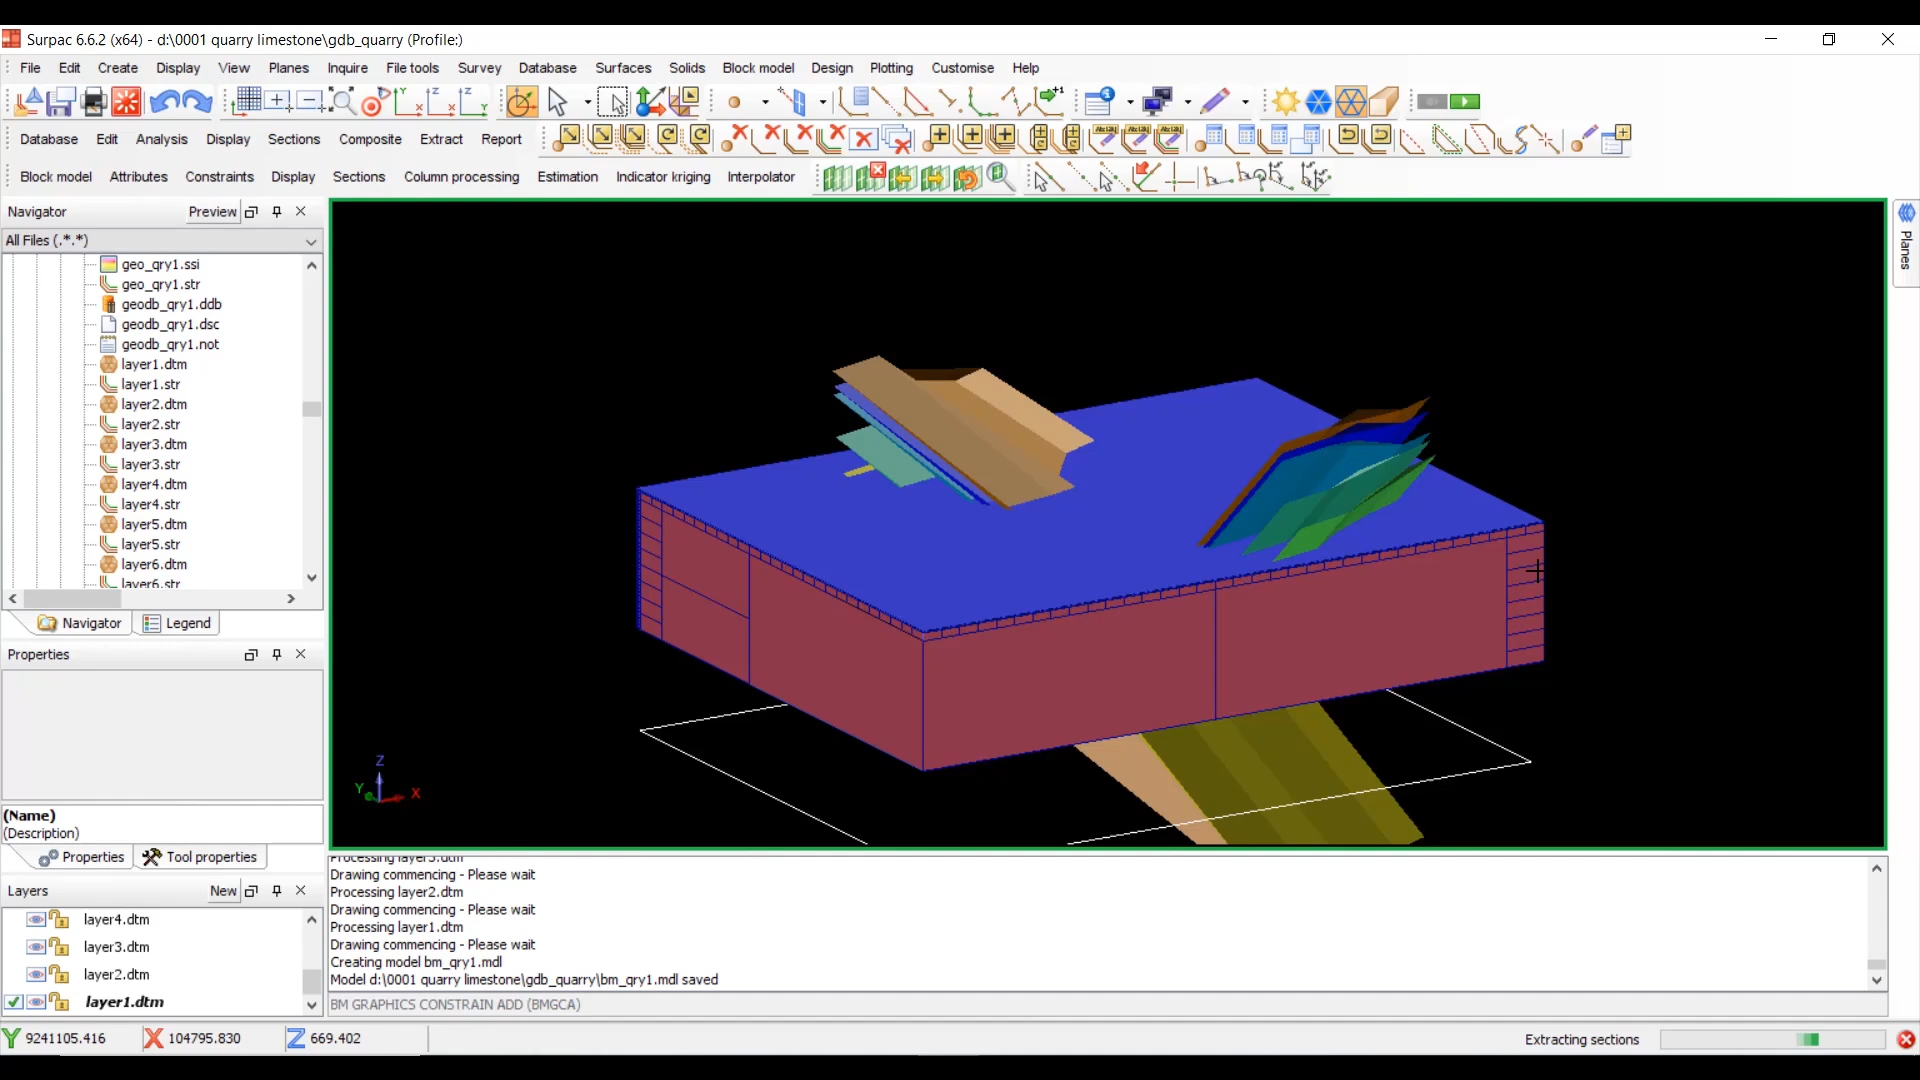 Surpac 6.6.2 (x64) - d:\0001 quarry limestone\gdb_quarry (Profile:)
File Edit Create Display View Planes Inquire File tools Survey Database Surfaces Solids Block model Design Plotting Customise Help
Database Edit Analysis Display Sections Composite Extract Report
Block model Attributes Constraints Display Sections Column processing Estimation Indicator kriging Interpolator
Navigator Preview
All Files (.*.*)
geo_qry1.ssi
geo_qry1.str
geodb_qry1.ddb
geodb_qry1.dsc
geodb_qry1.not
layer1.dtm
layer1.str
layer2.dtm
layer2.str
layer3.dtm
layer3.str
layer4.dtm
layer4.str
layer5.dtm
layer5.str
layer6.dtm
layer6.str
Navigator Legend
Properties
(Name)
(Description)
Properties Tool properties
Layers New
layer4.dtm
layer3.dtm
layer2.dtm
layer1.dtm
Planes
Z
Y X
Processing layer3.dtm
Drawing commencing - Please wait
Processing layer2.dtm
Drawing commencing - Please wait
Processing layer1.dtm
Drawing commencing - Please wait
Creating model bm_qry1.mdl
Model d:\0001 quarry limestone\gdb_quarry\bm_qry1.mdl saved
BM GRAPHICS CONSTRAIN ADD (BMGCA)
Y 9241105.416 X 104795.830 Z 669.402 Extracting sections